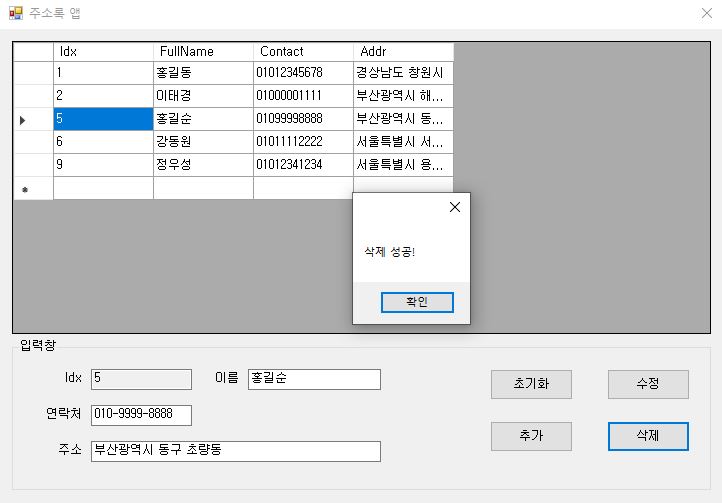 주소록 앱
Idx FullName Contact Addr
1 홍길동 01012345678 경상남도 창원시
2 이태경 01000001111 부산광역시 해...
5 홍길순 01099998888 부산광역시 동...
6 강동원 01011112222 서울특별시 서...
9 정우성 01012341234 서울특별시 용...
삭제 성공!
확인
입력창
Idx 5 이름 홍길순
초기화 수정
연락처 010-9999-8888
추가 삭제
주소 부산광역시 동구 초량동